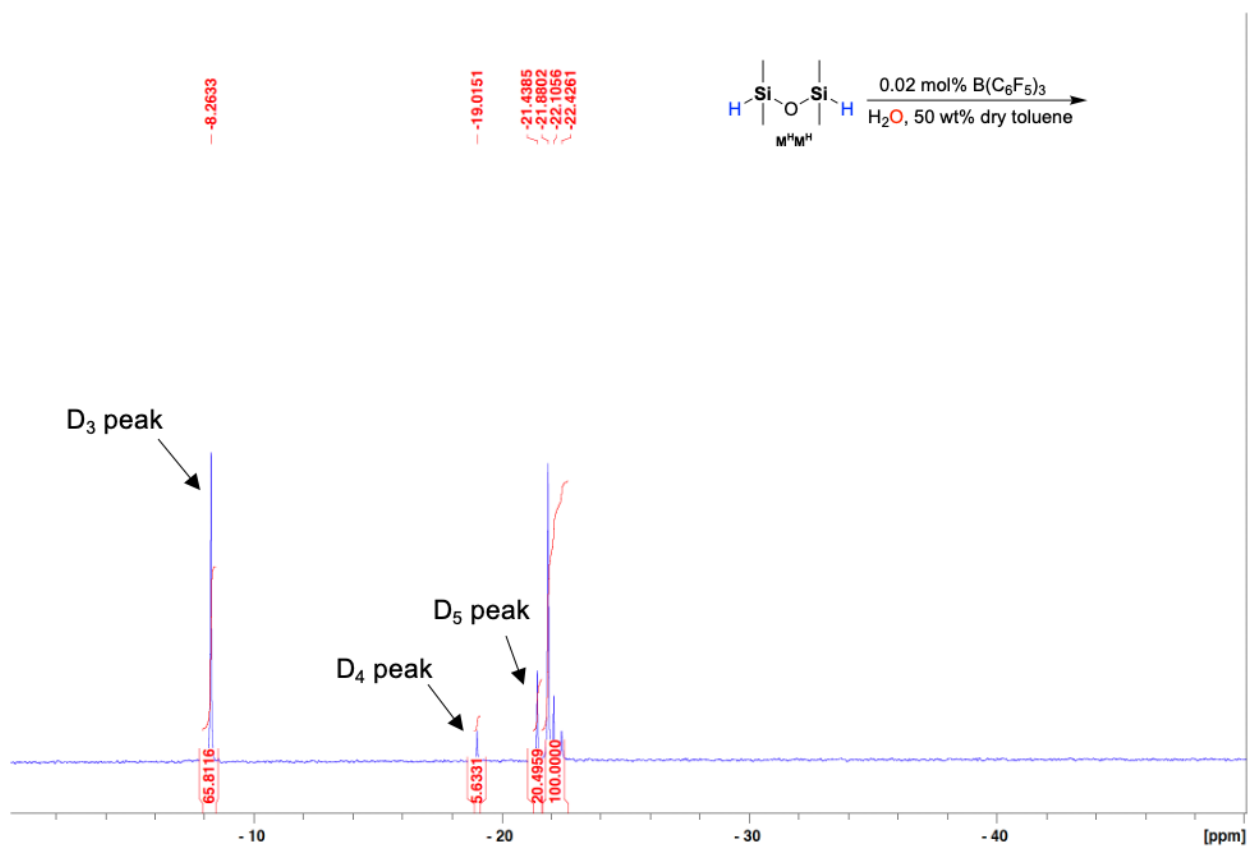 -8.2633
-19.0151
-21.4385
-21.8802
-22.1056
-22.4261
H Si O Si H
MᴴMᴴ
0.02 mol% B(C₆F₅)₃
H₂O, 50 wt% dry toluene
D₃ peak
D₄ peak
D₅ peak
65.8116
5.6331
20.4959
100.0000
- 10
- 20
- 30
- 40
[ppm]